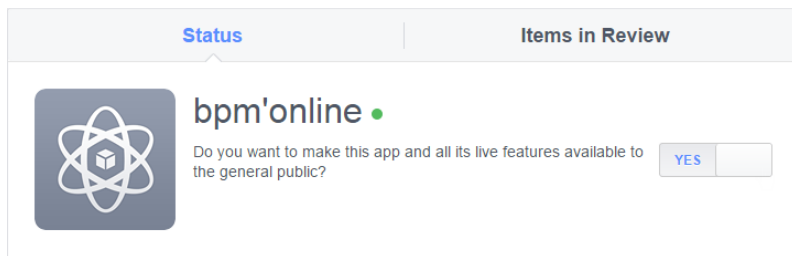 Status
Items in Review
bpm'online
Do you want to make this app and all its live features available to
the general public?
YES